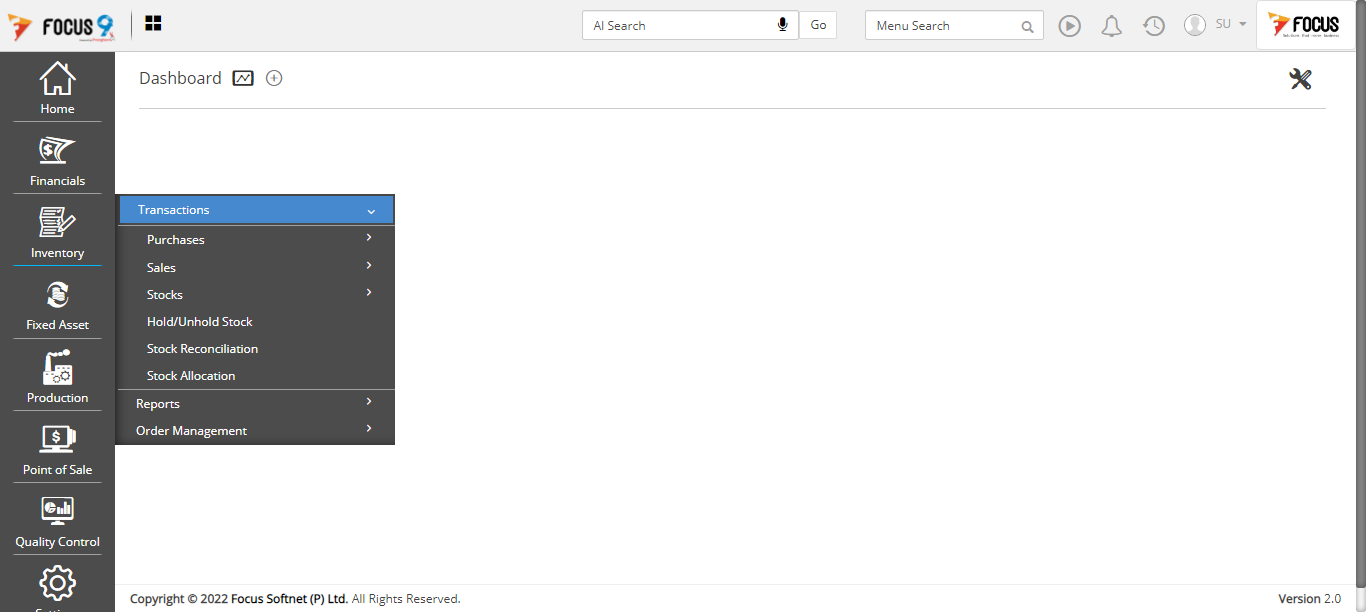 FOCUS 9
AI Search
Go
Menu Search
SU
FOCUS
Dashboard
Home
Financials
Inventory
Fixed Asset
Production
Point of Sale
Quality Control
Transactions
Purchases
Sales
Stocks
Hold/Unhold Stock
Stock Reconciliation
Stock Allocation
Reports
Order Management
Copyright © 2022 Focus Softnet (P) Ltd. All Rights Reserved.
Version 2.0